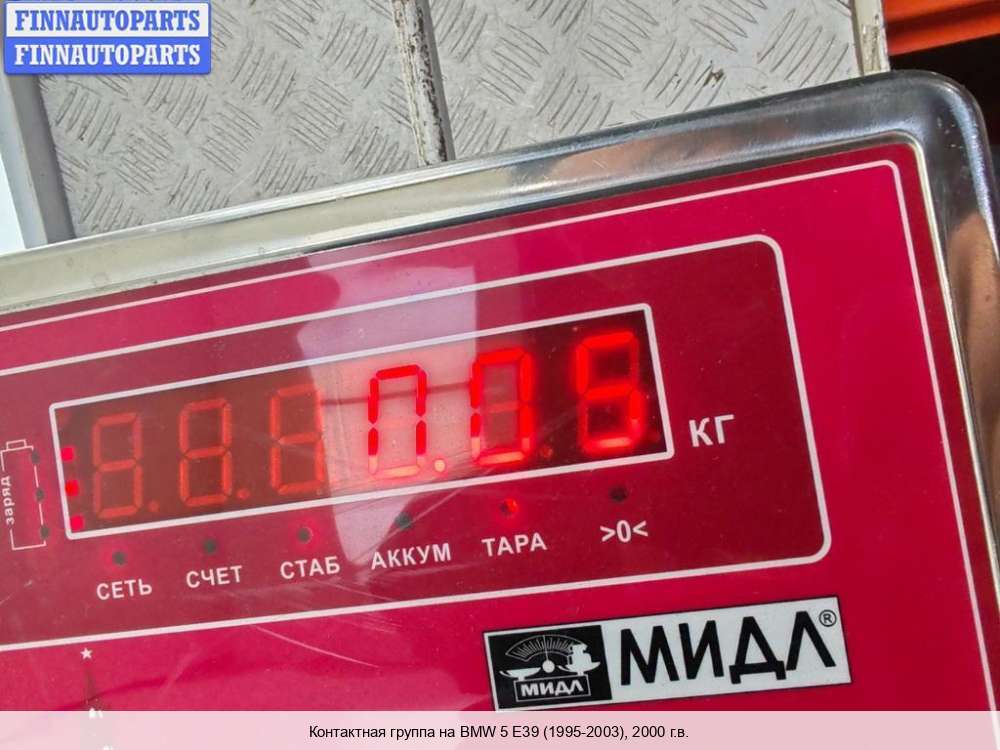 FINNAUTOPARTS
FINNAUTOPARTS
0.06
КГ
заряд
СЕТЬ СЧЕТ СТАБ АККУМ ТАРА >0<
МИДЛ
МИДЛ®
Контактная группа на BMW 5 E39 (1995-2003), 2000 г.в.